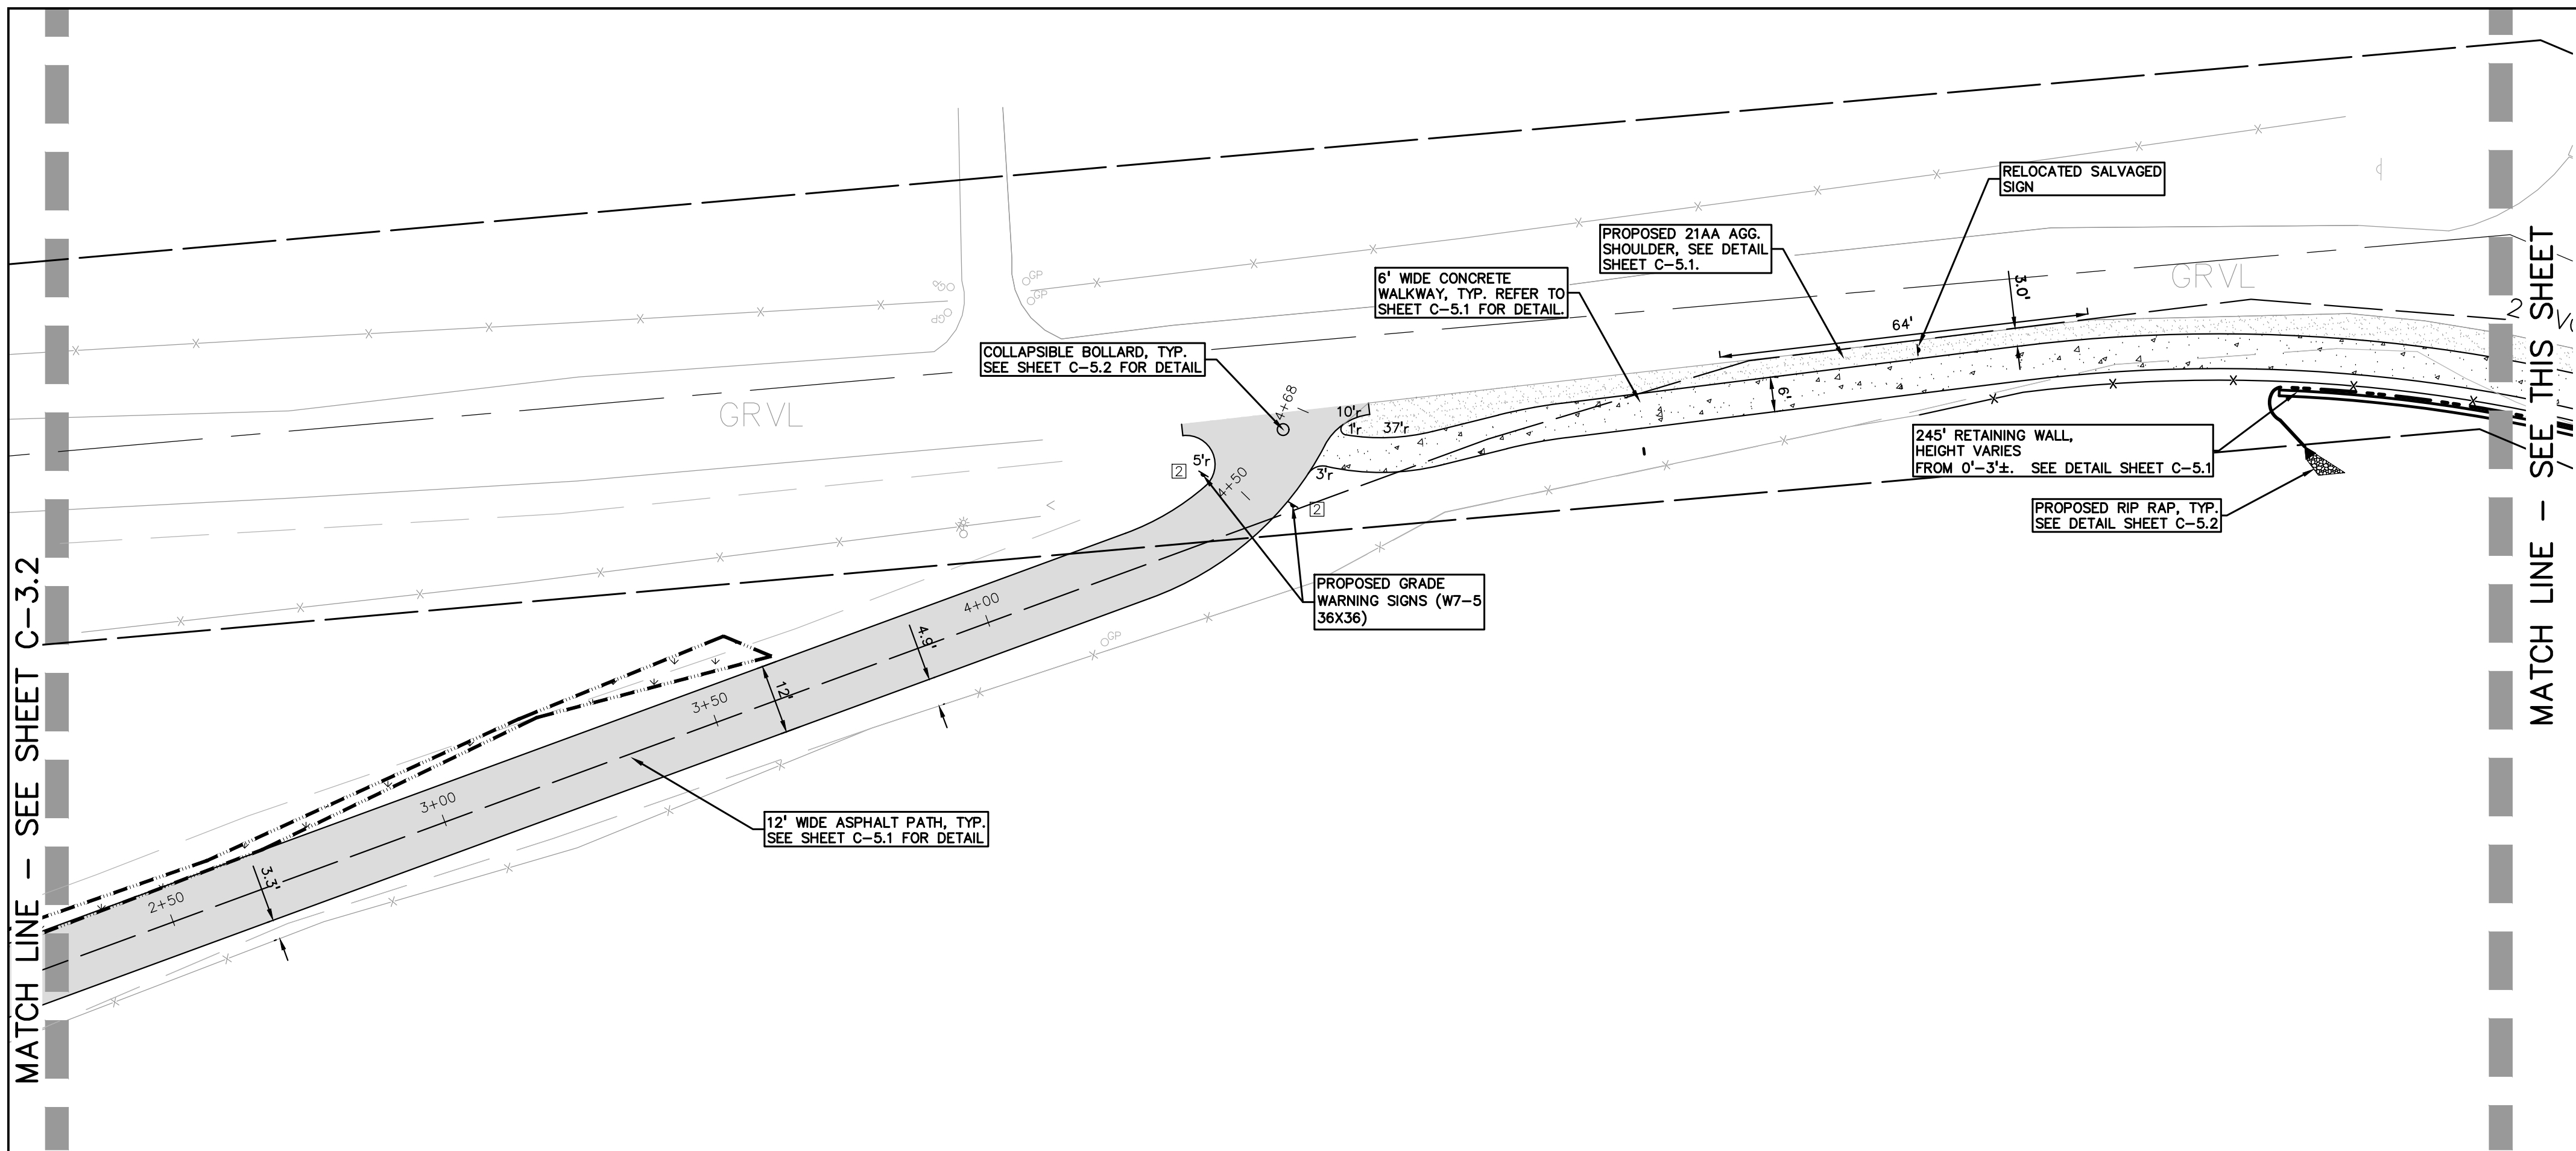 RELOCATED SALVAGED
SIGN
PROPOSED 21AA AGG.
SHOULDER, SEE DETAIL
SHEET C-5.1.
6' WIDE CONCRETE
WALKWAY, TYP. REFER TO
SHEET C-5.1 FOR DETAIL.
COLLAPSIBLE BOLLARD, TYP.
SEE SHEET C-5.2 FOR DETAIL
GP
GP
GP
GP
GRVL
GRVL
3.0'
64'
6'
4+68
10'r
1'r
37'r
3'r
5'r
2
2
4+50
245' RETAINING WALL,
HEIGHT VARIES
FROM 0'-3'±. SEE DETAIL SHEET C-5.1
PROPOSED RIP RAP, TYP.
SEE DETAIL SHEET C-5.2
PROPOSED GRADE
WARNING SIGNS (W7-5
36X36)
GP
4+00
4.9'
3+50
12'
3+00
12' WIDE ASPHALT PATH, TYP.
SEE SHEET C-5.1 FOR DETAIL
2+50
3.3'
MATCH LINE - SEE SHEET C-3.2
MATCH LINE - SEE THIS SHEET